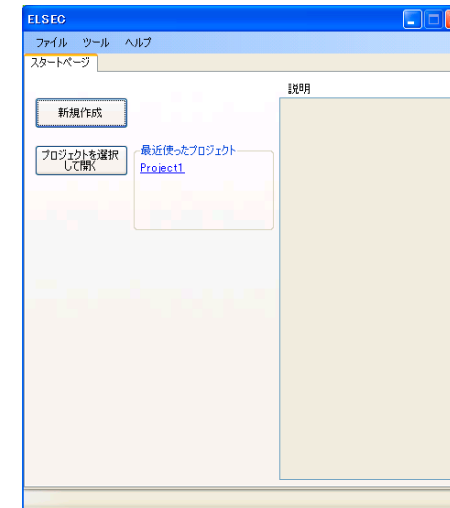 ELSEC
ファイル ツール ヘルプ
スタートページ
説明
新規作成
プロジェクトを選択
して開く
最近使ったプロジェクト
Project1